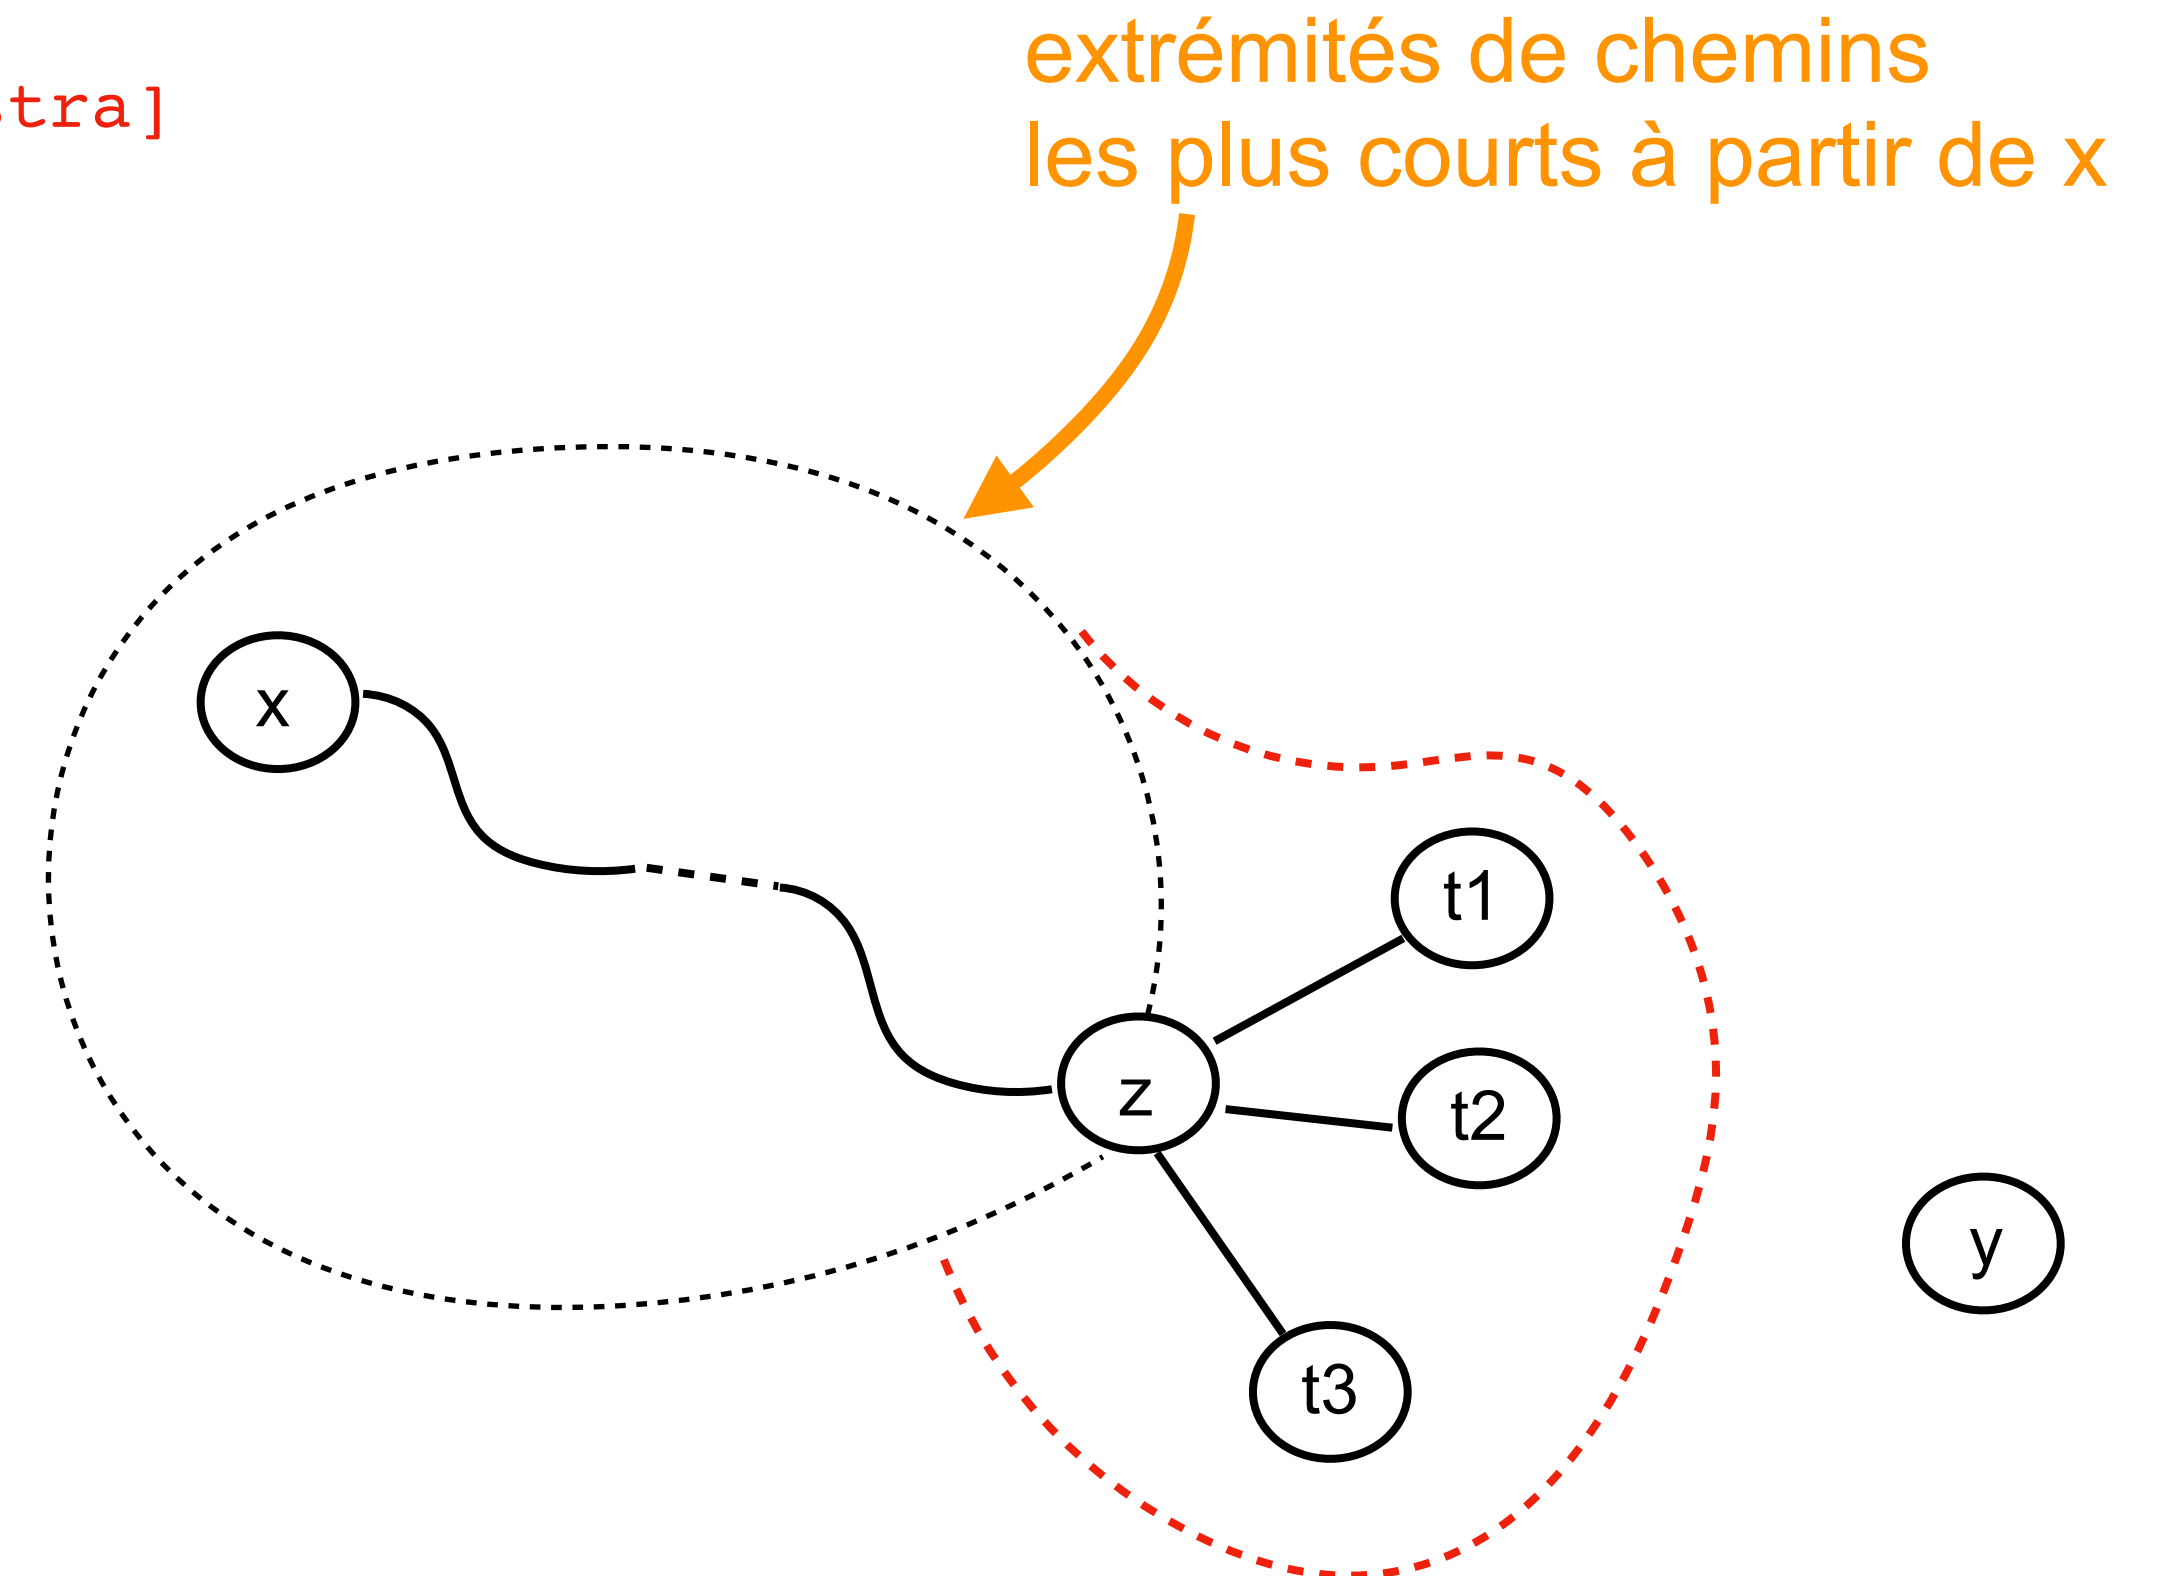 extrémités de chemins
tra]
les plus courts à partir de x
x
t1
z
t2
y
t3